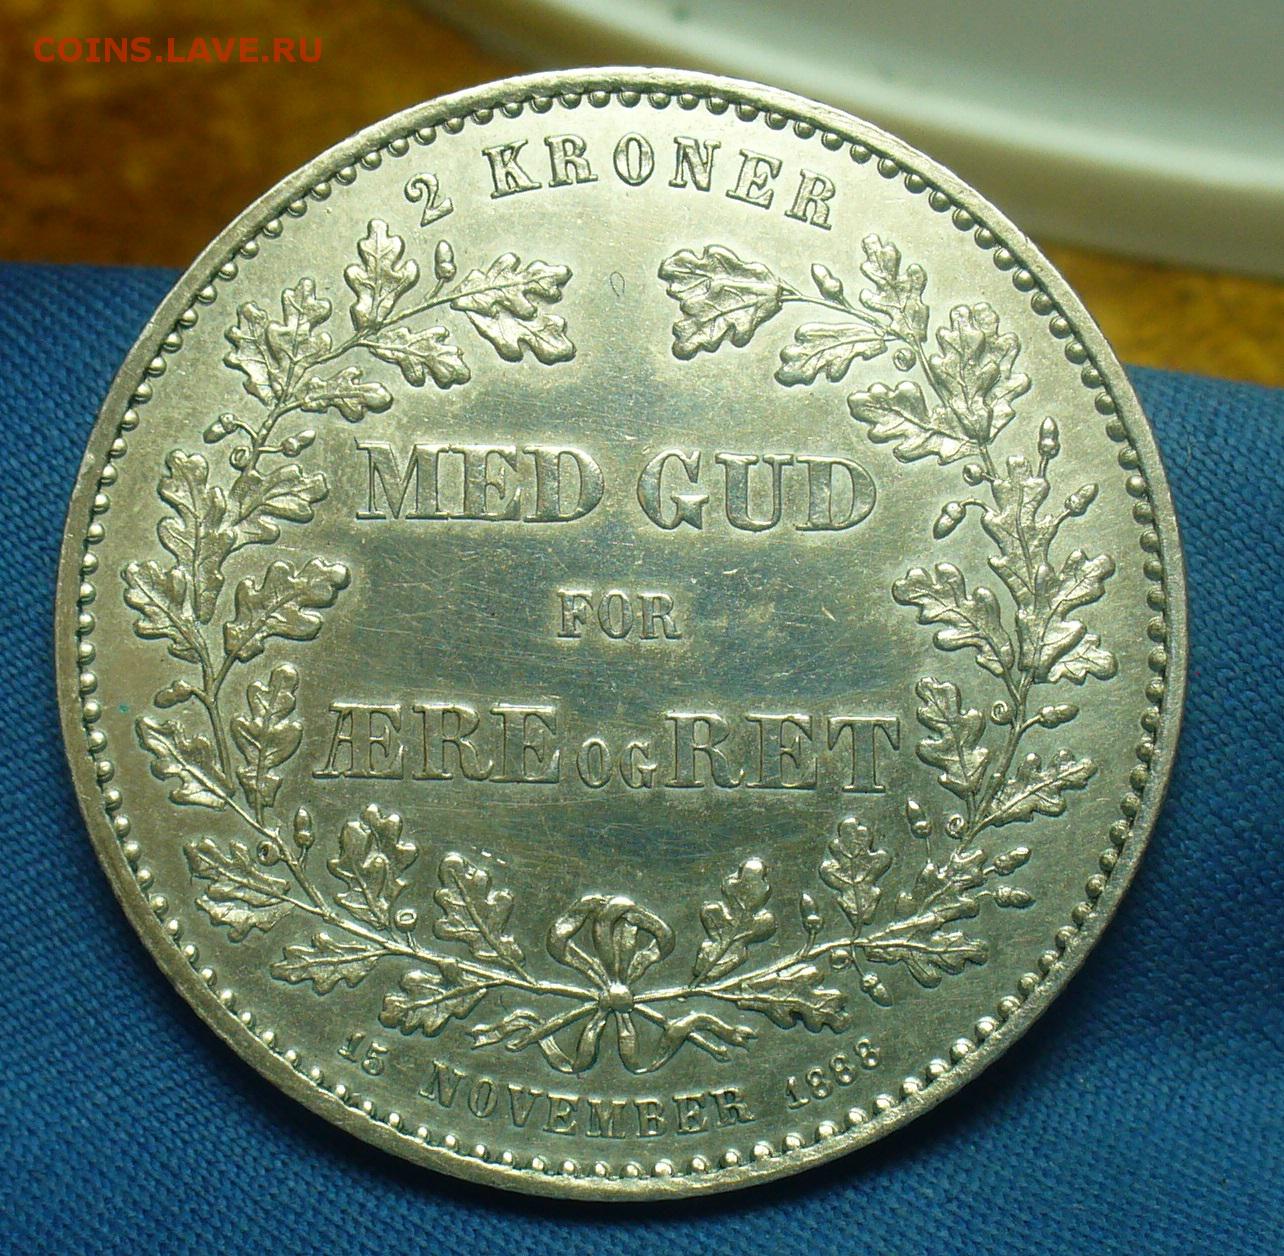 COINS.LAVE.RU
2 KRONER
MED GUD
FOR
ÆRE OG RET
15 NOVEMBER 1888